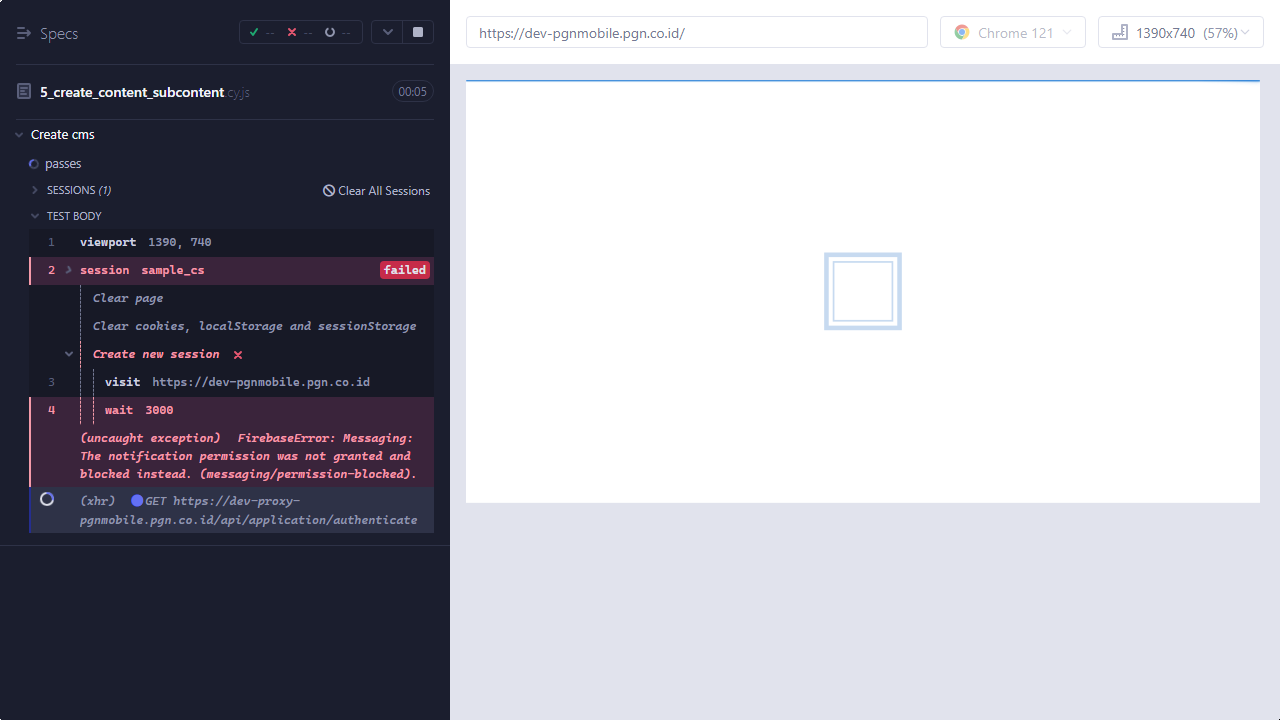 Specs
-- -- --
5_create_content_subcontent.cy.js
00:05
Create cms
passes
SESSIONS (1)
Clear All Sessions
TEST BODY
1 viewport 1390, 740
2 session sample_cs failed
Clear page
Clear cookies, localStorage and sessionStorage
Create new session
3 visit https://dev-pgnmobile.pgn.co.id
4 wait 3000
(uncaught exception) FirebaseError: Messaging:
The notification permission was not granted and
blocked instead. (messaging/permission-blocked).
(xhr) GET https://dev-proxy-
pgnmobile.pgn.co.id/api/application/authenticate
https://dev-pgnmobile.pgn.co.id/
Chrome 121
1390x740 (57%)